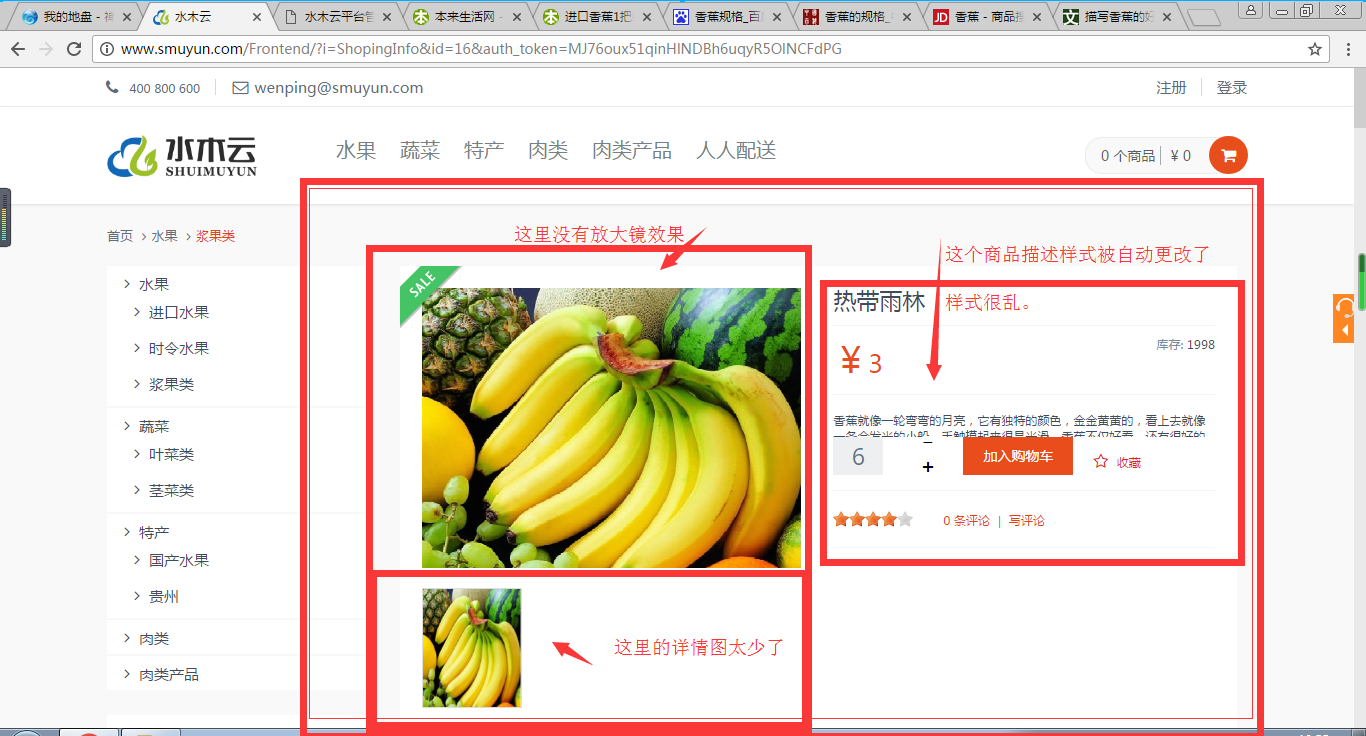 我的地盘 - 禅
水木云
水木云平台管
本来生活网 -
进口香蕉1把
香蕉规格_百
香蕉的规格_
香蕉 - 商品搜
描写香蕉的好
www.smuyun.com/Frontend/?i=ShopingInfo&id=16&auth_token=MJ76oux51qinHINDBh6uqyR5OINCFdPG
400 800 600
wenping@smuyun.com
注册
登录
水木云
SHUIMUYUN
水果 蔬菜 特产 肉类 肉类产品 人人配送
0 个商品 ¥ 0
首页 > 水果 > 浆果类
水果
进口水果
时令水果
浆果类
蔬菜
叶菜类
茎菜类
特产
国产水果
贵州
肉类
肉类产品
这里没有放大镜效果
SALE
这里的详情图太少了
这个商品描述样式被自动更改了
样式很乱。
热带雨林
¥ 3
库存: 1998
香蕉就像一轮弯弯的月亮，它有独特的颜色，金金黄黄的，看上去就像
6
+
加入购物车
收藏
0 条评论 | 写评论